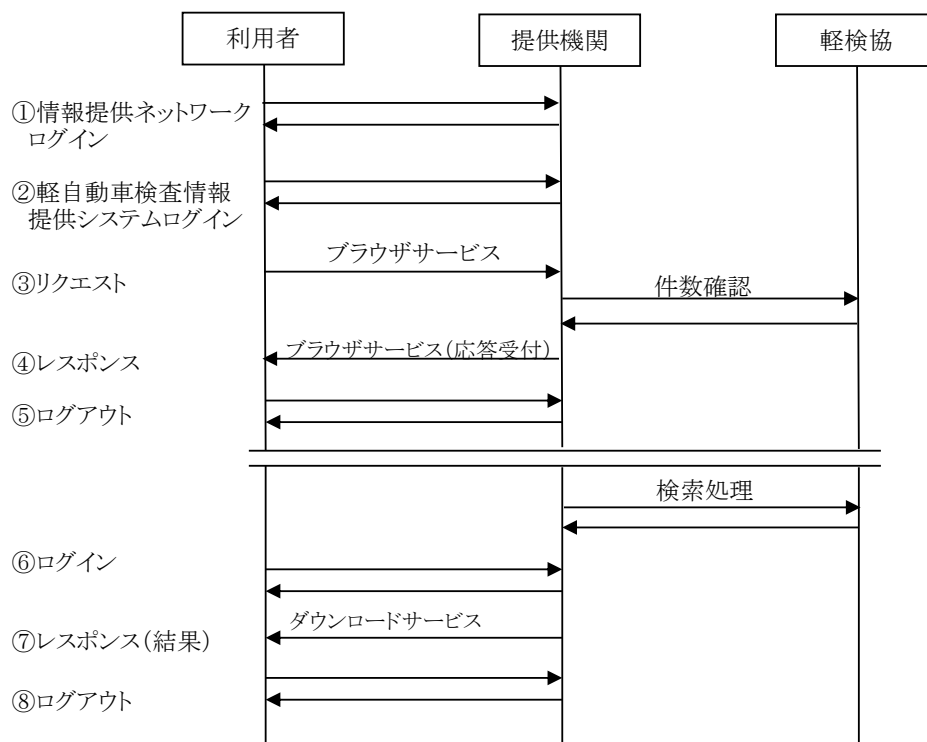 利用者
提供機関
軽検協
①情報提供ネットワーク
ログイン
②軽自動車検査情報
提供システムログイン
ブラウザサービス
③リクエスト
件数確認
ブラウザサービス(応答受付)
④レスポンス
⑤ログアウト
検索処理
⑥ログイン
ダウンロードサービス
⑦レスポンス(結果)
⑧ログアウト